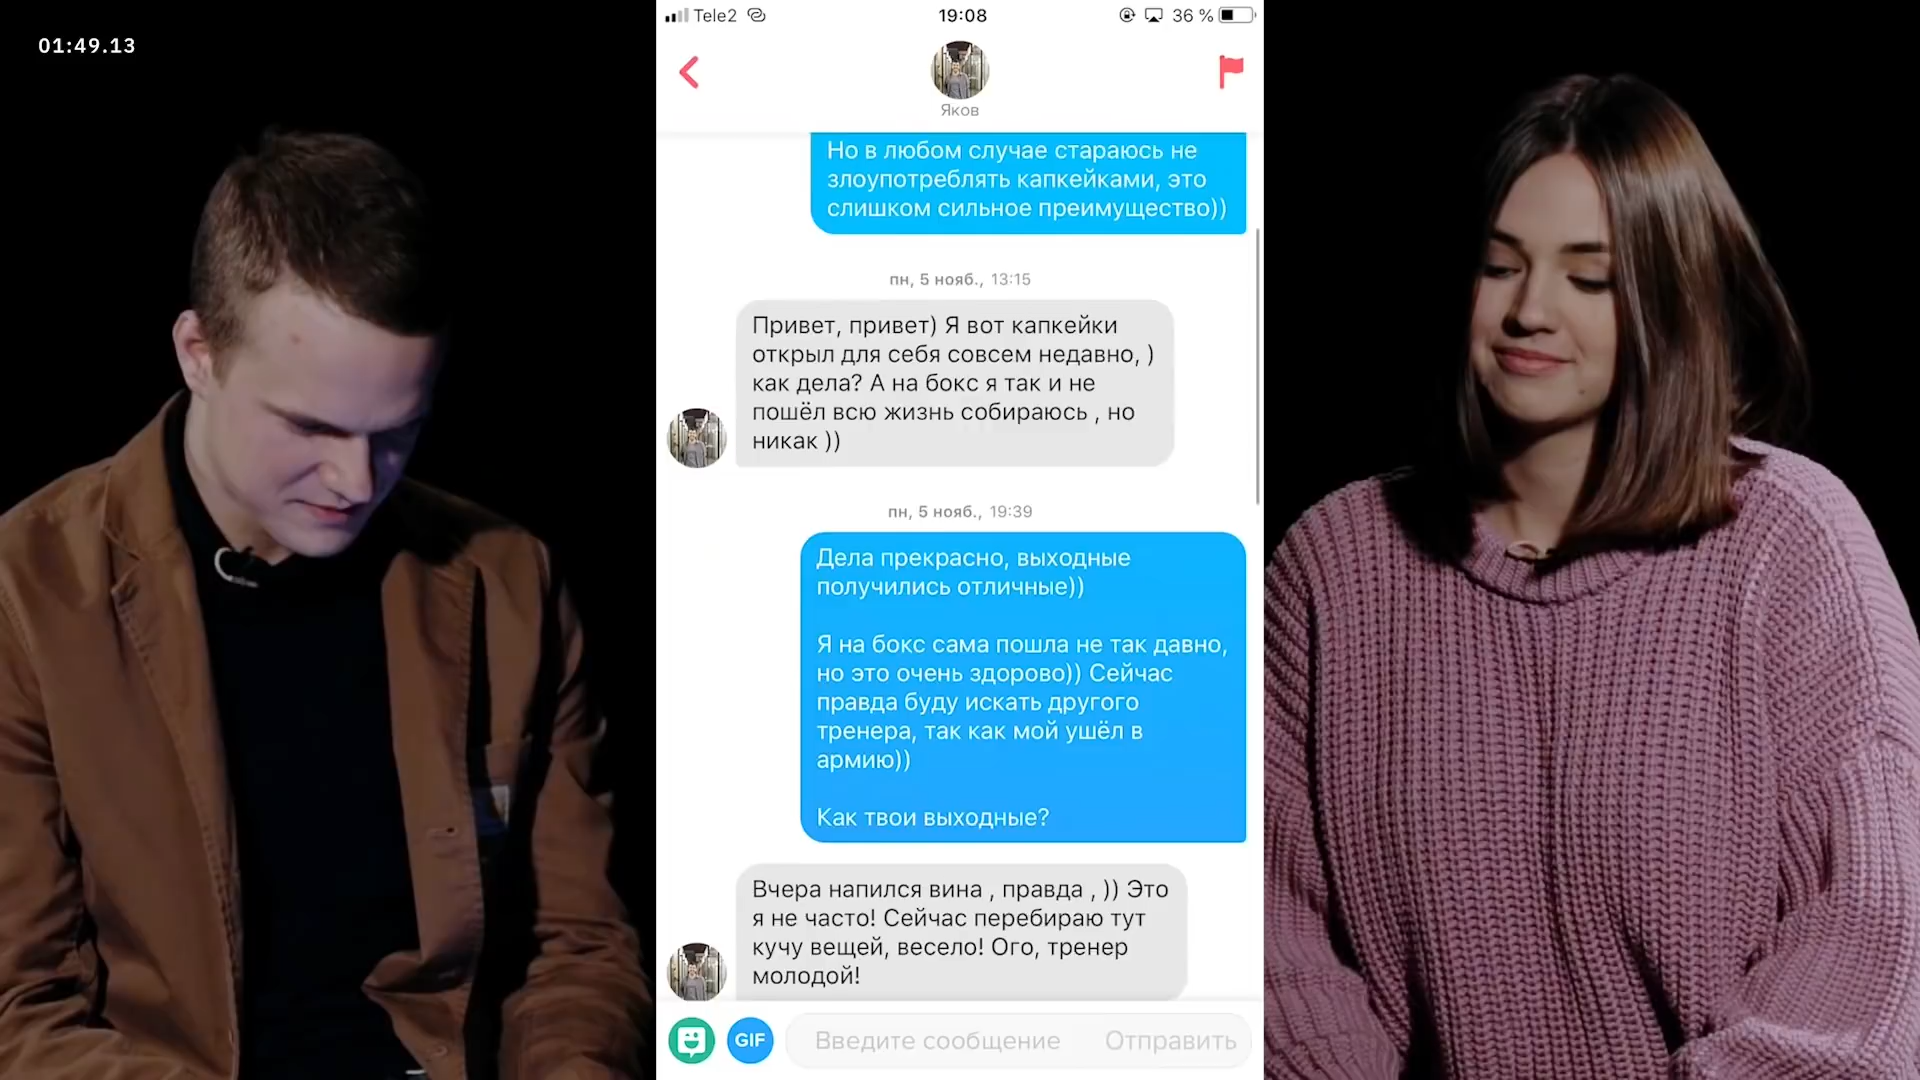 01:49.13
Tele2
19:08
36 %
Яков
Но в любом случае стараюсь не
злоупотреблять капкейками, это
слишком сильное преимущество))
пн, 5 нояб., 13:15
Привет, привет) Я вот капкейки
открыл для себя совсем недавно, )
как дела? А на бокс я так и не
пошёл всю жизнь собираюсь , но
никак ))
пн, 5 нояб., 19:39
Дела прекрасно, выходные
получились отличные))
Я на бокс сама пошла не так давно,
но это очень здорово)) Сейчас
правда буду искать другого
тренера, так как мой ушёл в
армию))
Как твои выходные?
Вчера напился вина , правда , )) Это
я не часто! Сейчас перебираю тут
кучу вещей, весело! Ого, тренер
молодой!
GIF
Введите сообщение
Отправить